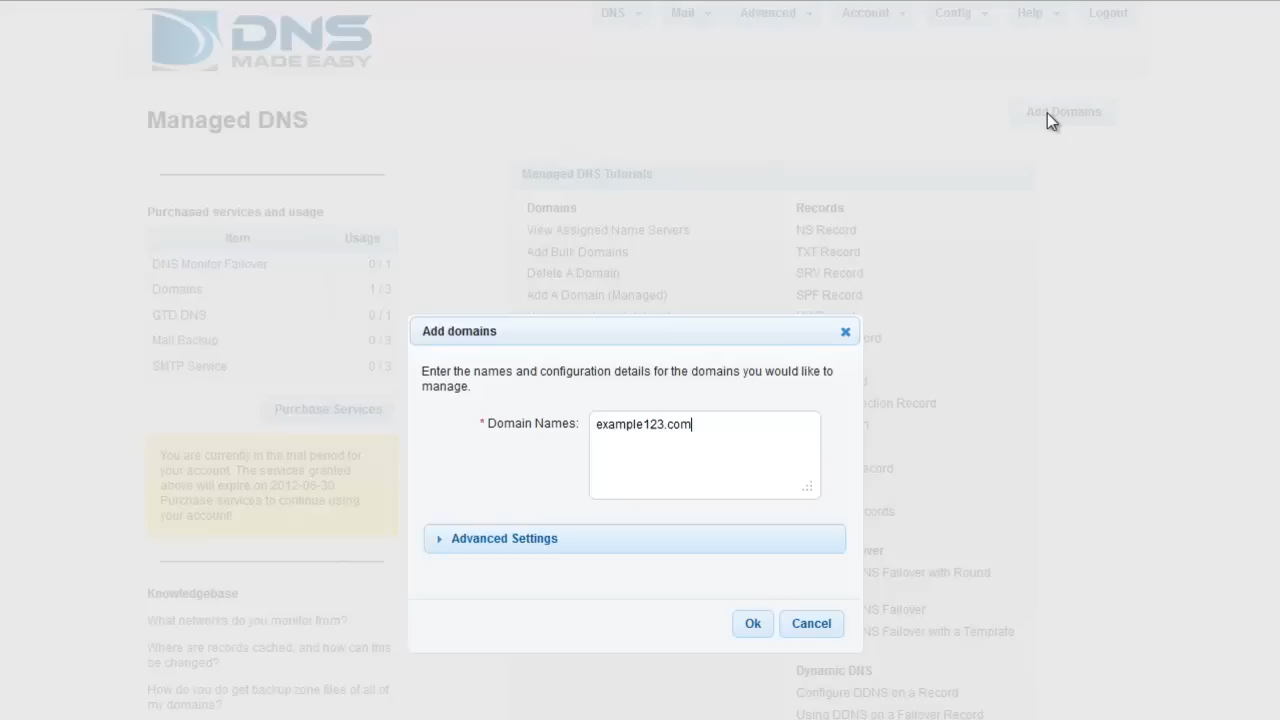 DNS
MADE EASY
DNS
Mail
Advanced
Account
Config
Help
Logout
Managed DNS
Add Domains
Purchased services and usage
Item Usage
DNS Monitor Failover 0 / 1
Domains 1 / 3
GTD DNS 0 / 1
Mail Backup 0 / 3
SMTP Service 0 / 3
Purchase Services
You are currently in the trial period for
your account. The services granted
above will expire on 2012-06-30.
Purchase services to continue using
your account!
Knowledgebase
What networks do you monitor from?
Where are records cached, and how can this
be changed?
How do you do get backup zone files of all of
my domains?
Managed DNS Tutorials
Domains
View Assigned Name Servers
Add Bulk Domains
Delete A Domain
Add A Domain (Managed)
Records
NS Record
TXT Record
SRV Record
SPF Record
ord
d
ction Record
n
ecord
cords
over
NS Failover with Round
NS Failover
NS Failover with a Template
Dynamic DNS
Configure DDNS on a Record
Using DDNS on a Failover Record
Add domains
Enter the names and configuration details for the domains you would like to
manage.
* Domain Names: example123.com
Advanced Settings
Ok Cancel